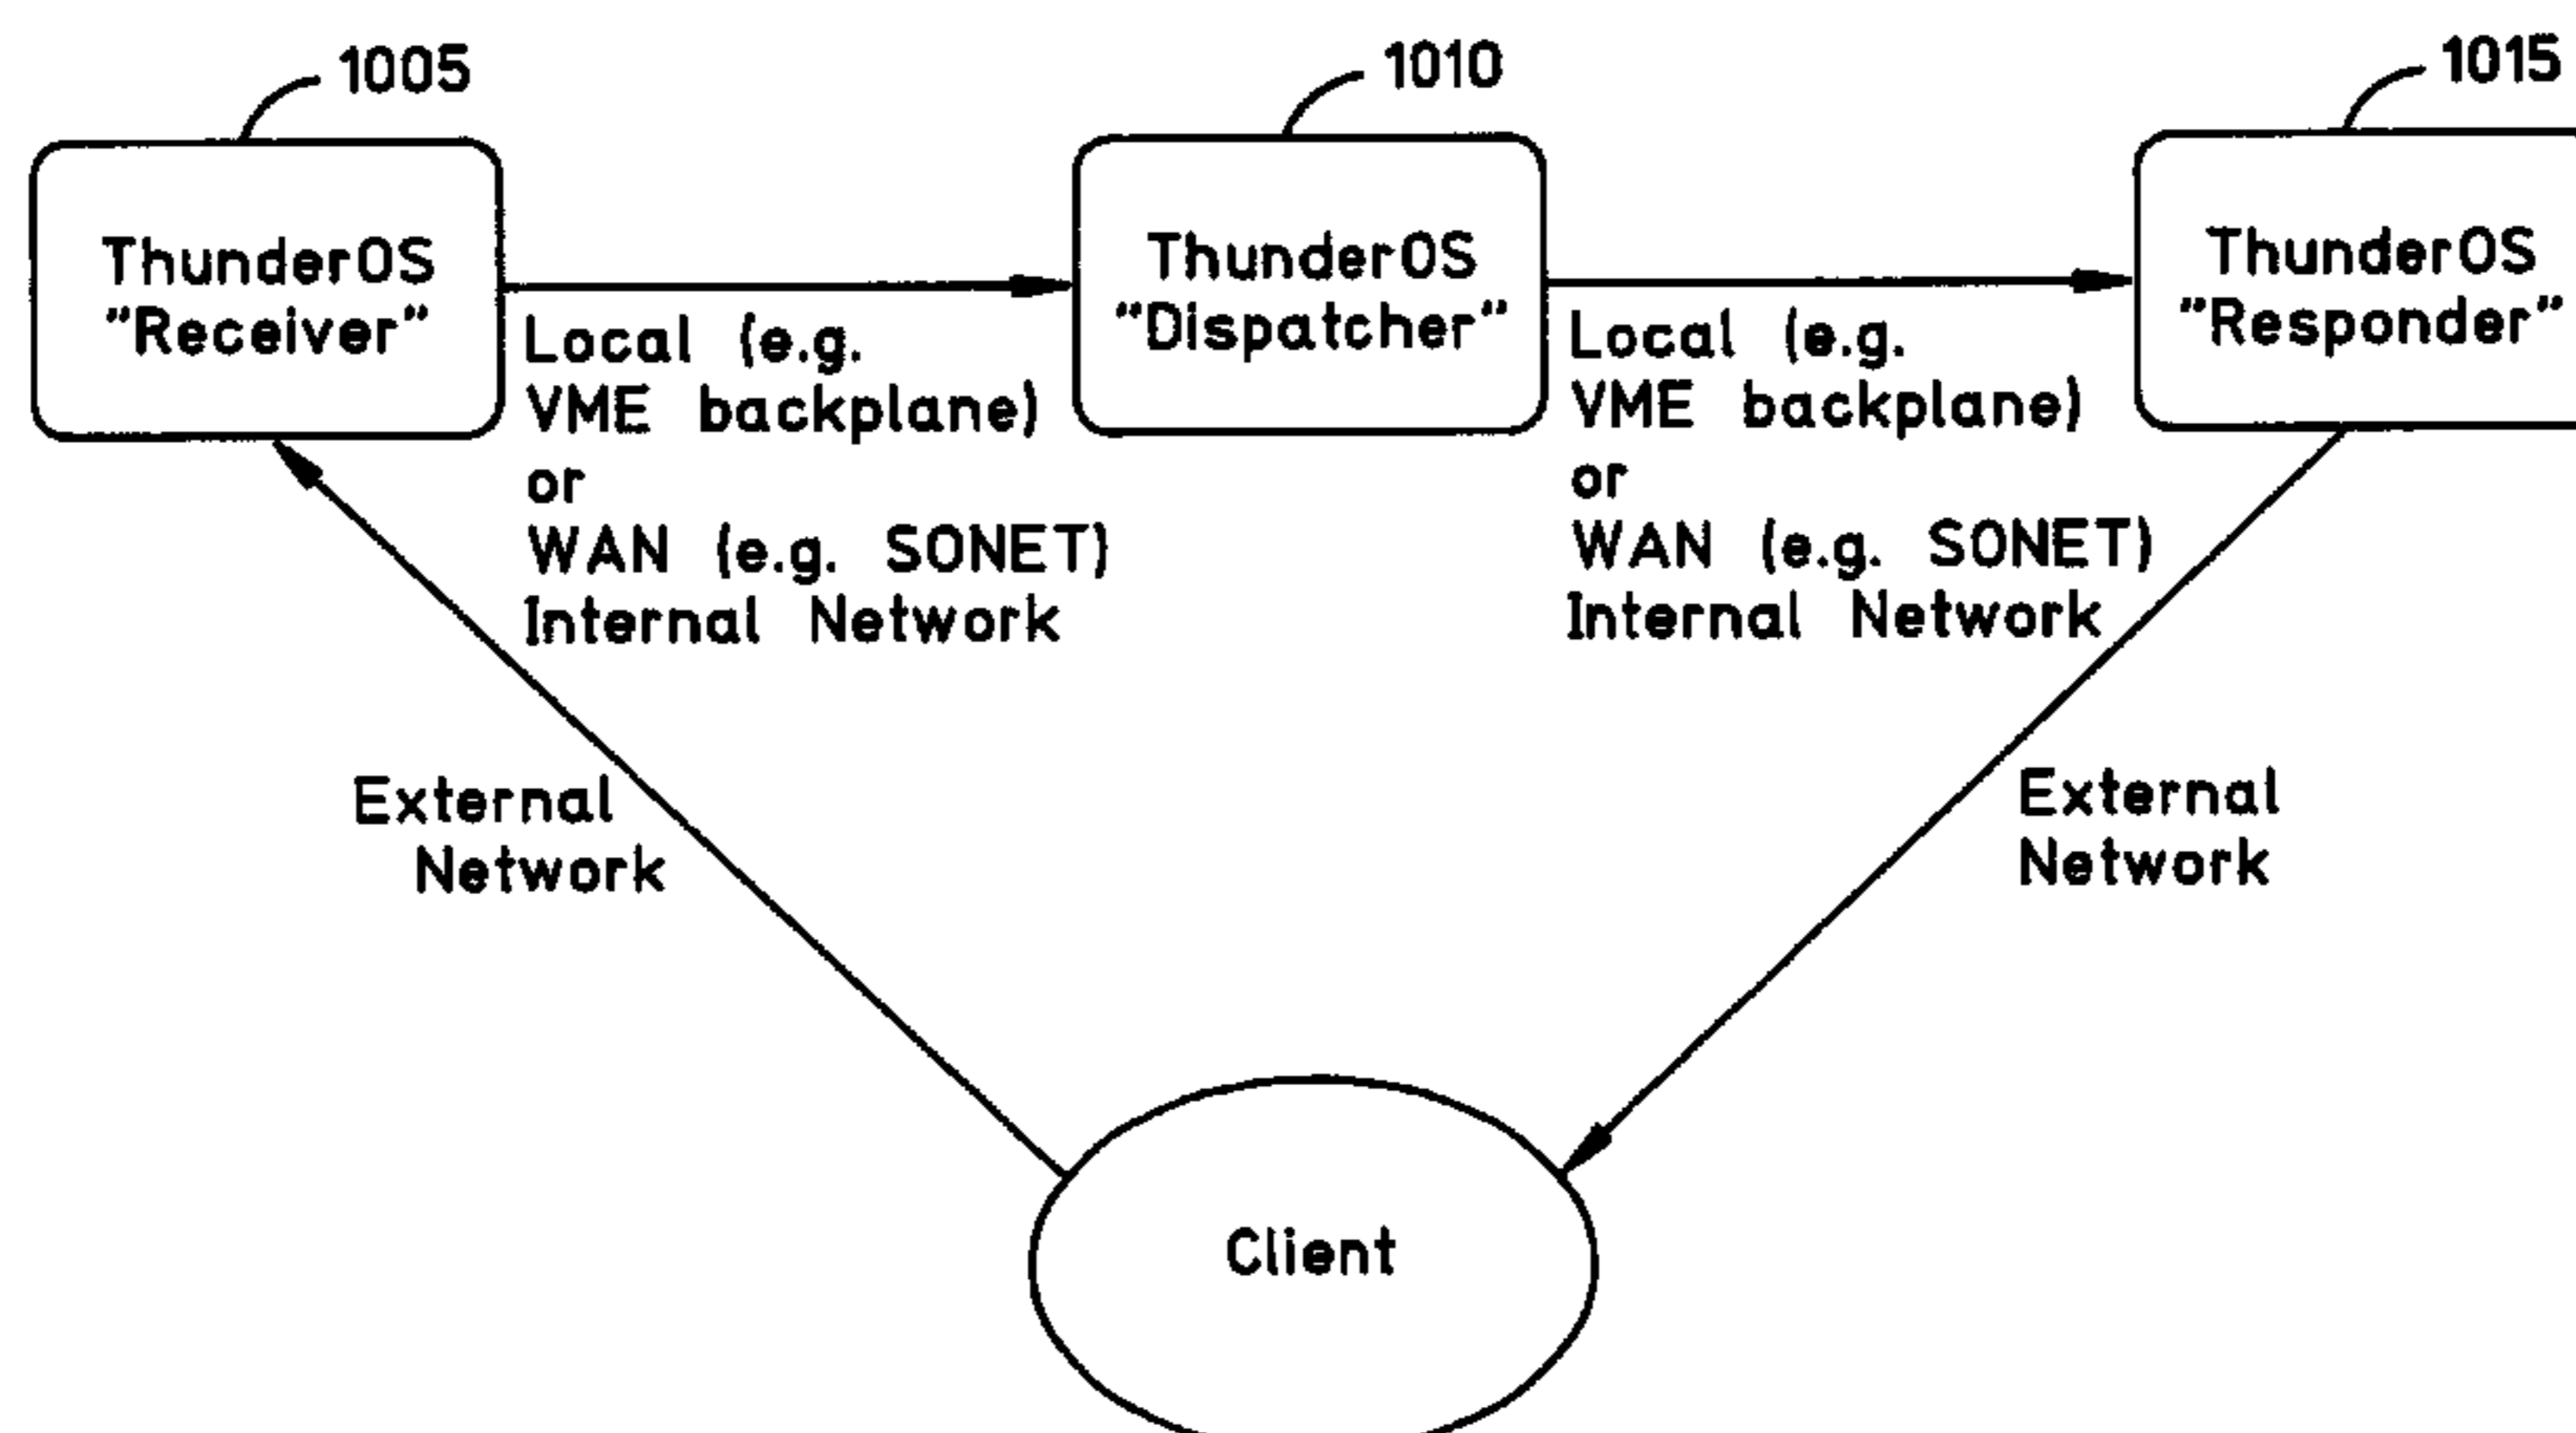 1005
1010
1015
ThunderOS
"Receiver"
ThunderOS
"Dispatcher"
ThunderOS
"Responder"
Local (e.g.
VME backplane)
or
WAN (e.g. SONET)
Internal Network
Local (e.g.
VME backplane)
or
WAN (e.g. SONET)
Internal Network
External
Network
External
Network
Client